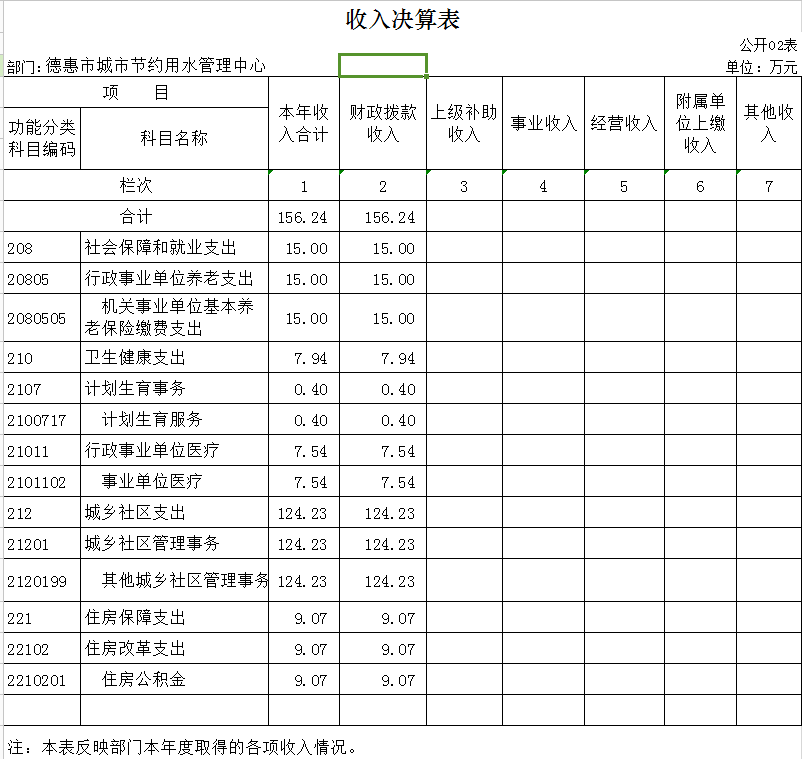 收入决算表
公开02表
部门：德惠市城市节约用水管理中心
单位：万元
项 目 本年收入合计 财政拨款收入 上级补助收入 事业收入 经营收入 附属单位上缴收入 其他收入
功能分类科目编码 科目名称
栏次 1 2 3 4 5 6 7
合计 156.24 156.24
208 社会保障和就业支出 15.00 15.00
20805 行政事业单位养老支出 15.00 15.00
2080505 机关事业单位基本养老保险缴费支出 15.00 15.00
210 卫生健康支出 7.94 7.94
2107 计划生育事务 0.40 0.40
2100717 计划生育服务 0.40 0.40
21011 行政事业单位医疗 7.54 7.54
2101102 事业单位医疗 7.54 7.54
212 城乡社区支出 124.23 124.23
21201 城乡社区管理事务 124.23 124.23
2120199 其他城乡社区管理事务 124.23 124.23
221 住房保障支出 9.07 9.07
22102 住房改革支出 9.07 9.07
2210201 住房公积金 9.07 9.07
注：本表反映部门本年度取得的各项收入情况。